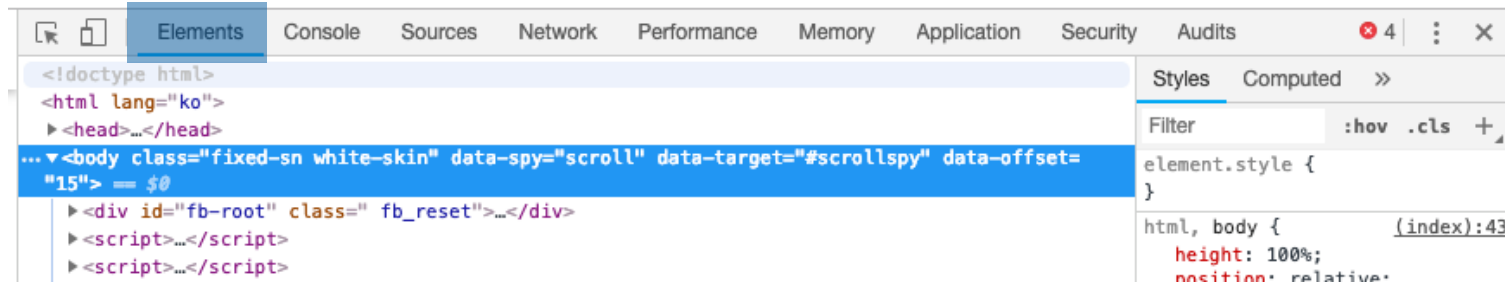 Elements Console Sources Network Performance Memory Application Security Audits 4
<!doctype html>
<html lang="ko">
<head>…</head>
… <body class="fixed-sn white-skin" data-spy="scroll" data-target="#scrollspy" data-offset=
"15"> == $0
<div id="fb-root" class=" fb_reset">…</div>
<script>…</script>
<script>…</script>
Styles Computed »
Filter :hov .cls +
element.style {
}
html, body { (index):43
height: 100%;
position: relative;